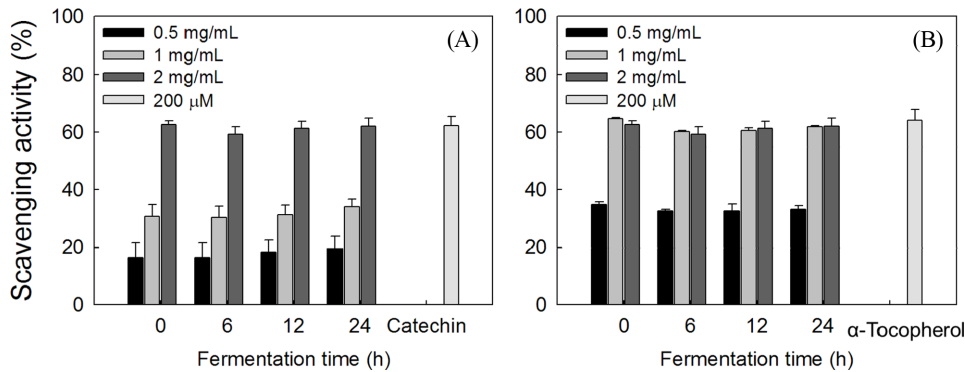 Scavenging activity (%)
100
80
60
40
20
0
0.5 mg/mL
1 mg/mL
2 mg/mL
200 μM
(A)
0
6
12
24
Catechin
Fermentation time (h)
100
80
60
40
20
0
0.5 mg/mL
1 mg/mL
2 mg/mL
200 μM
(B)
0
6
12
24
α-Tocopherol
Fermentation time (h)